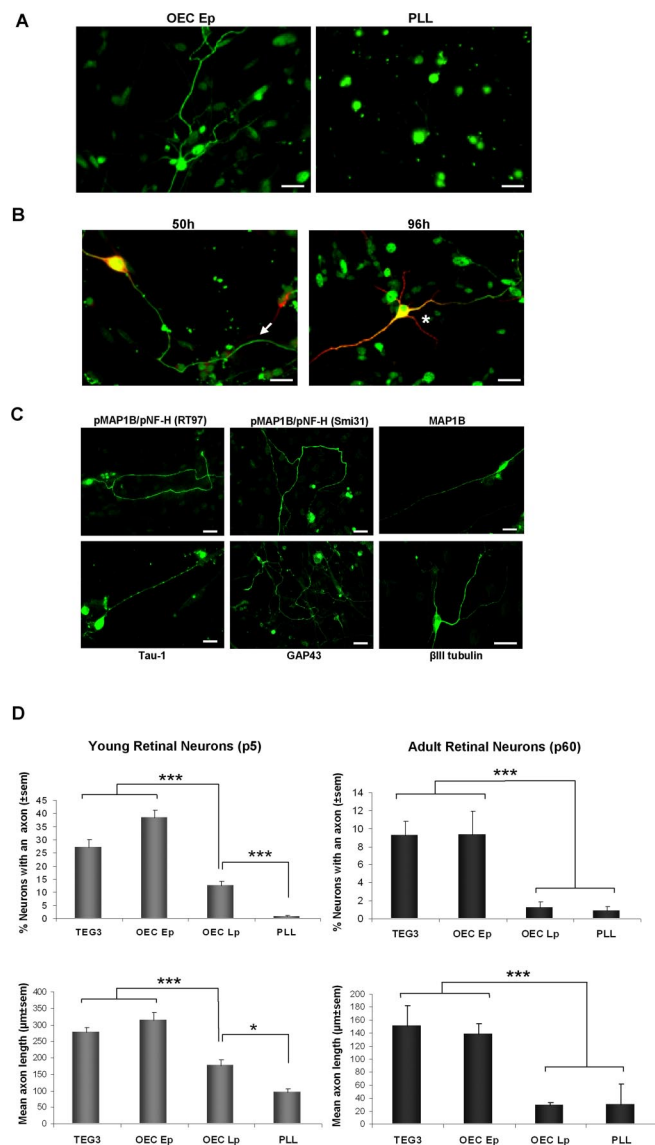 A
OEC Ep PLL
B
50h 96h
*
C
pMAP1B/pNF-H (RT97) pMAP1B/pNF-H (Smi31) MAP1B
Tau-1 GAP43 βIII tubulin
D
Young Retinal Neurons (p5) Adult Retinal Neurons (p60)
% Neurons with an axon (±sem)
45
40
35
30
25
20
15
10
5
0
***
***
TEG3 OEC Ep OEC Lp PLL
% Neurons with an axon (±sem)
14
12
10
8
6
4
2
0
***
TEG3 OEC Ep OEC Lp PLL
Mean axon length (µm±sem)
400
350
300
250
200
150
100
50
0
***
*
TEG3 OEC Ep OEC Lp PLL
Mean axon length (µm±sem)
200
180
160
140
120
100
80
60
40
20
0
***
TEG3 OEC Ep OEC Lp PLL